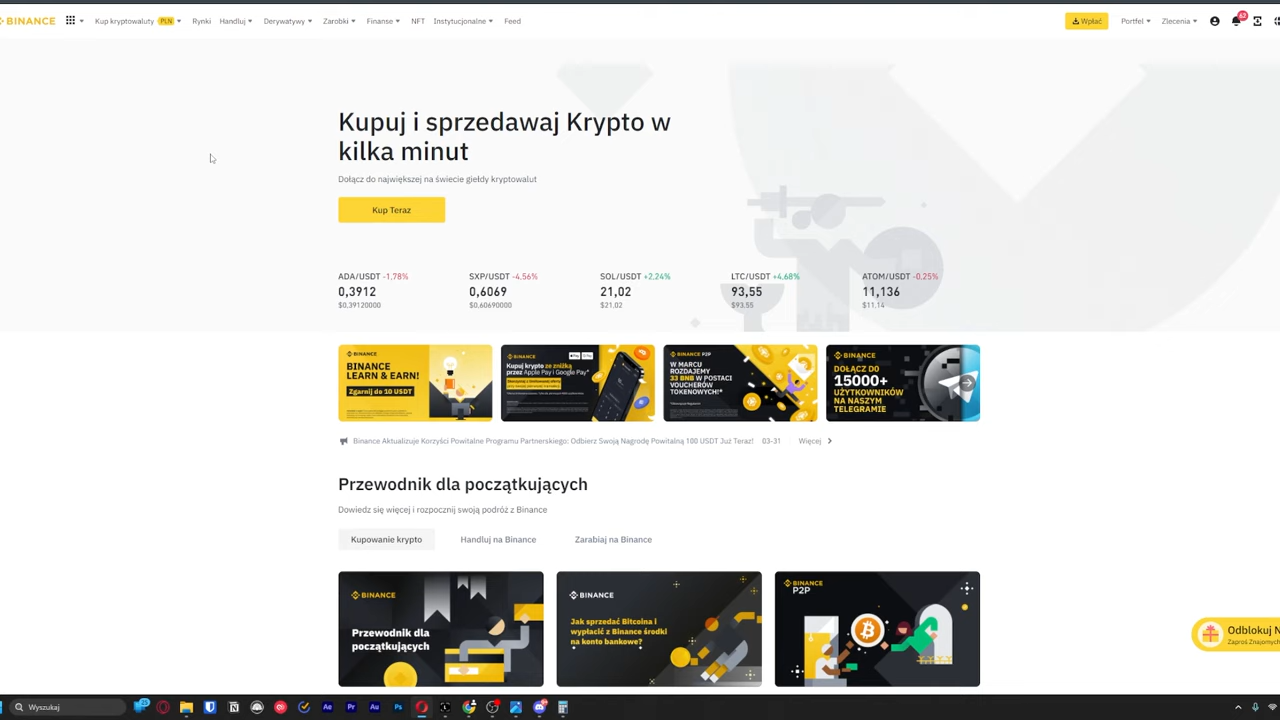 BINANCE
Kup kryptowaluty PLN Rynki Handluj Derywatywy Zarobki Finanse NFT Instytucjonalne Feed Wpłać Portfel Zlecenia
Kupuj i sprzedawaj Krypto w
kilka minut
Dołącz do największej na świecie giełdy kryptowalut
Kup Teraz
ADA/USDT -1,78% SXP/USDT -4,56% SOL/USDT +2,24% LTC/USDT +4,68% ATOM/USDT -0,25%
0,3912 0,6069 21,02 93,55 11,136
$0,39120000 $0,60690000 $21.02 $93.55 $11.14
BINANCE
BINANCE
LEARN & EARN!
Zgarnij do 10 USDT
BINANCE
Kupuj krypto ze zniżką
przez Apple Pay i Google Pay*
BINANCE P2P
W MARCU
ROZDAJEMY
33 BNB W POSTACI
VOUCHERÓW
TOKENOWYCH!*
BINANCE
DOŁĄCZ DO
15000+
UŻYTKOWNIKÓW
NA NASZYM
TELEGRAMIE
Binance Aktualizuje Korzyści Powitalne Programu Partnerskiego: Odbierz Swoją Nagrodę Powitalną 100 USDT Już Teraz! 03-31 Więcej
Przewodnik dla początkujących
Dowiedz się więcej i rozpocznij swoją podróż z Binance
Kupowanie krypto Handluj na Binance Zarabiaj na Binance
BINANCE
Przewodnik dla
początkujących
BINANCE
Jak sprzedać Bitcoina i
wypłacić z Binance środki
na konto bankowe?
BINANCE
P2P
Odblokuj N
Zaproś Znajomych
Wyszukaj